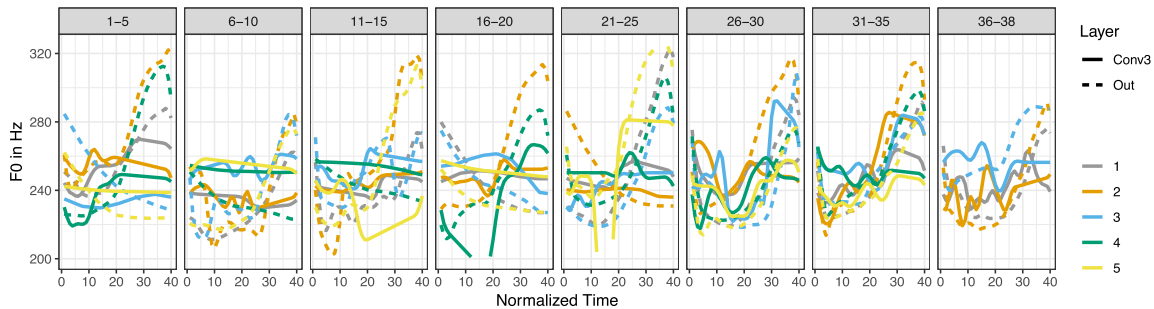 1–5 6–10 11–15 16–20 21–25 26–30 31–35 36–38
320
280
240
200
F0 in Hz
0 10 20 30 40 0 10 20 30 40 0 10 20 30 40 0 10 20 30 40 0 10 20 30 40 0 10 20 30 40 0 10 20 30 40 0 10 20 30 40
Normalized Time
Layer
Conv3
Out
1
2
3
4
5